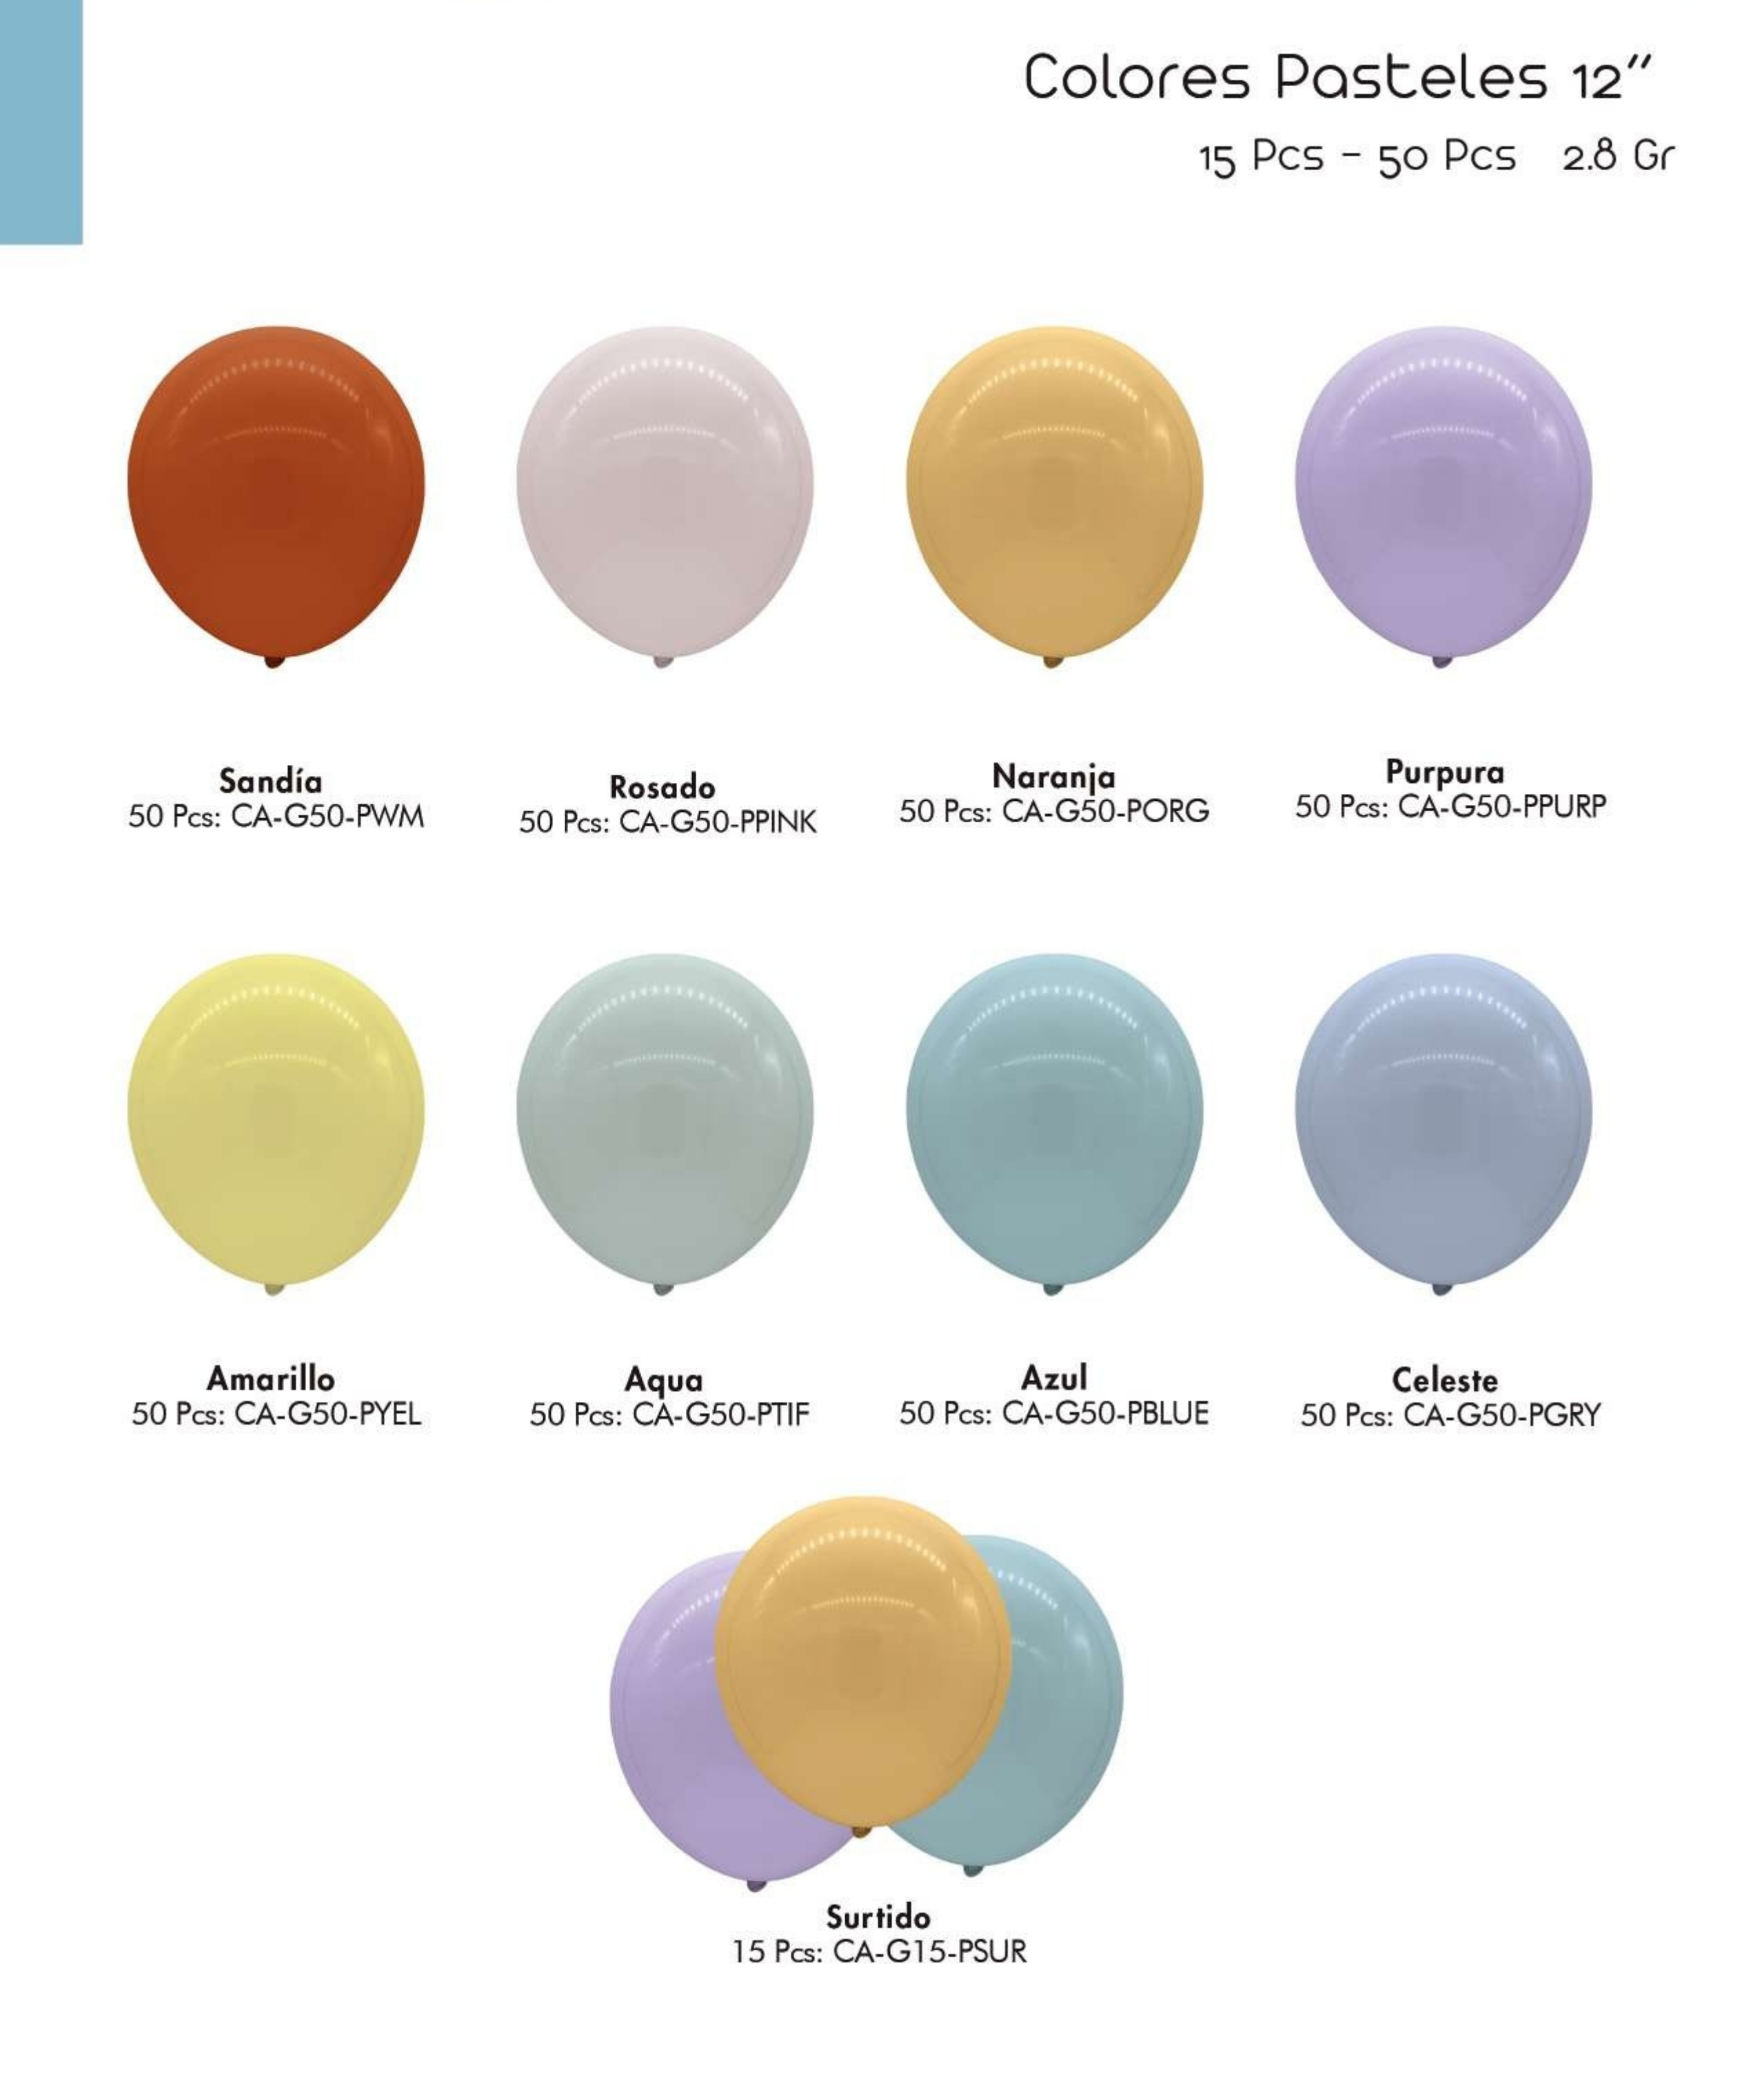 Colores Pasteles 12"
15 Pcs - 50 Pcs 2.8 Gr
Sandía
50 Pcs: CA-G50-PWM
Rosado
50 Pcs: CA-G50-PPINK
Naranja
50 Pcs: CA-G50-PORG
Purpura
50 Pcs: CA-G50-PPURP
Amarillo
50 Pcs: CA-G50-PYEL
Aqua
50 Pcs: CA-G50-PTIF
Azul
50 Pcs: CA-G50-PBLUE
Celeste
50 Pcs: CA-G50-PGRY
Surtido
15 Pcs: CA-G15-PSUR